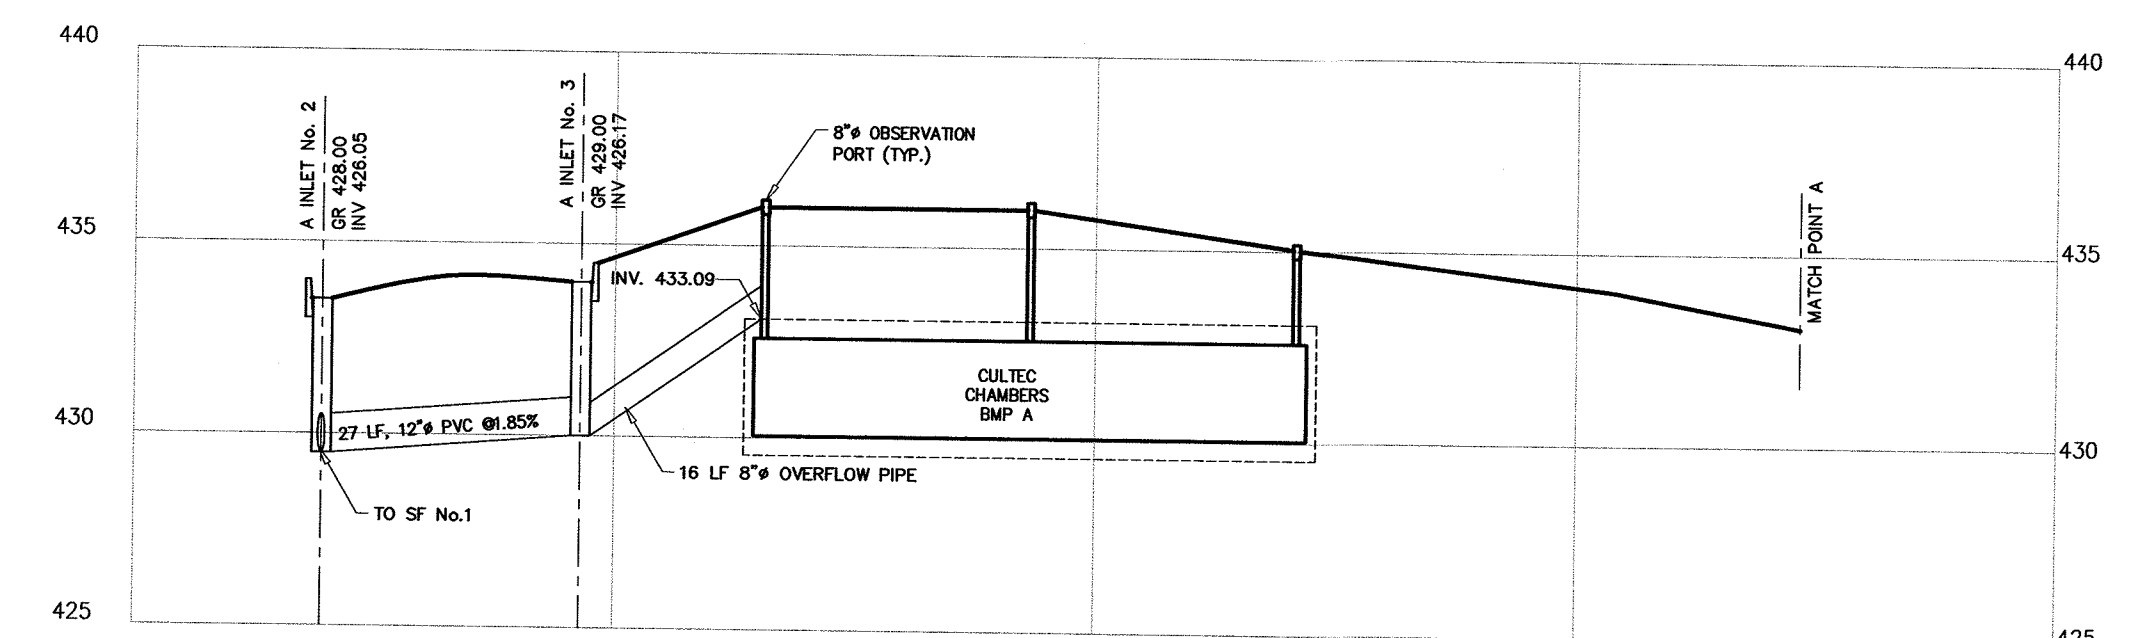 440
440
A INLET No. 2
GR 428.00
INV 426.05
A INLET No. 3
GR 429.00
INV 426.17
8"ø OBSERVATION
PORT (TYP.)
MATCH POINT A
435
435
INV. 433.09
CULTEC
CHAMBERS
BMP A
430
430
27 LF, 12"ø PVC @1.85%
16 LF 8"ø OVERFLOW PIPE
TO SF No.1
425
425